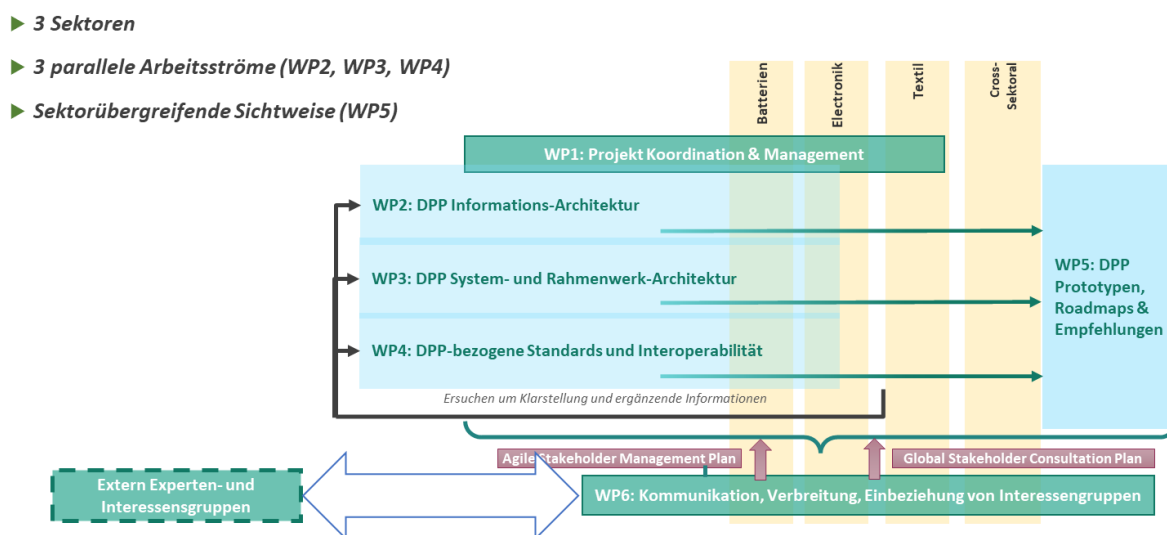 3 Sektoren
3 parallele Arbeitsströme (WP2, WP3, WP4)
Sektorübergreifende Sichtweise (WP5)
Batterien
Electronik
Textil
Cross-
Sektoral
WP1: Projekt Koordination & Management
WP2: DPP Informations-Architektur
WP3: DPP System- und Rahmenwerk-Architektur
WP4: DPP-bezogene Standards und Interoperabilität
WP5: DPP
Prototypen,
Roadmaps &
Empfehlungen
Ersuchen um Klarstellung und ergänzende Informationen
Agile Stakeholder Management Plan
Global Stakeholder Consultation Plan
Extern Experten- und
Interessensgruppen
WP6: Kommunikation, Verbreitung, Einbeziehung von Interessengruppen